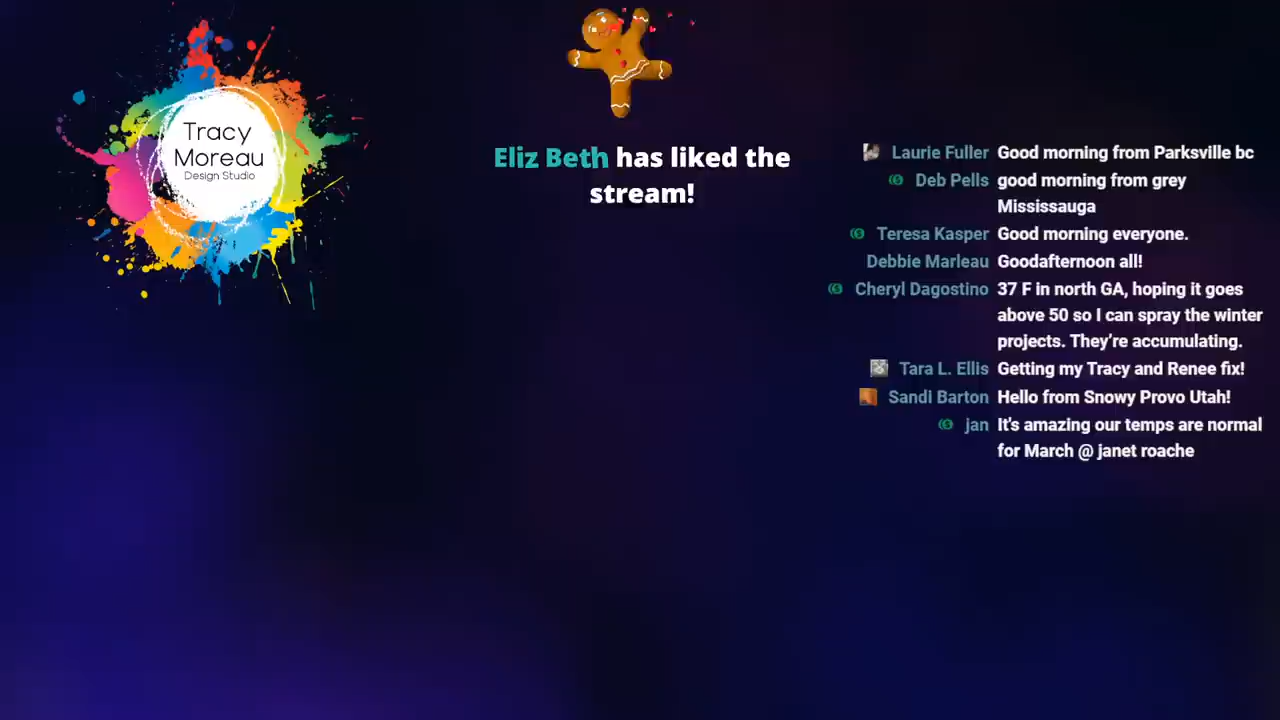 Tracy
Moreau
Design Studio
Eliz Beth has liked the
stream!
Laurie Fuller Good morning from Parksville bc
Deb Pells good morning from grey
Mississauga
Teresa Kasper Good morning everyone.
Debbie Marleau Goodafternoon all!
Cheryl Dagostino 37 F in north GA, hoping it goes
above 50 so I can spray the winter
projects. They're accumulating.
Tara L. Ellis Getting my Tracy and Renee fix!
Sandi Barton Hello from Snowy Provo Utah!
jan It's amazing our temps are normal
for March @ janet roache